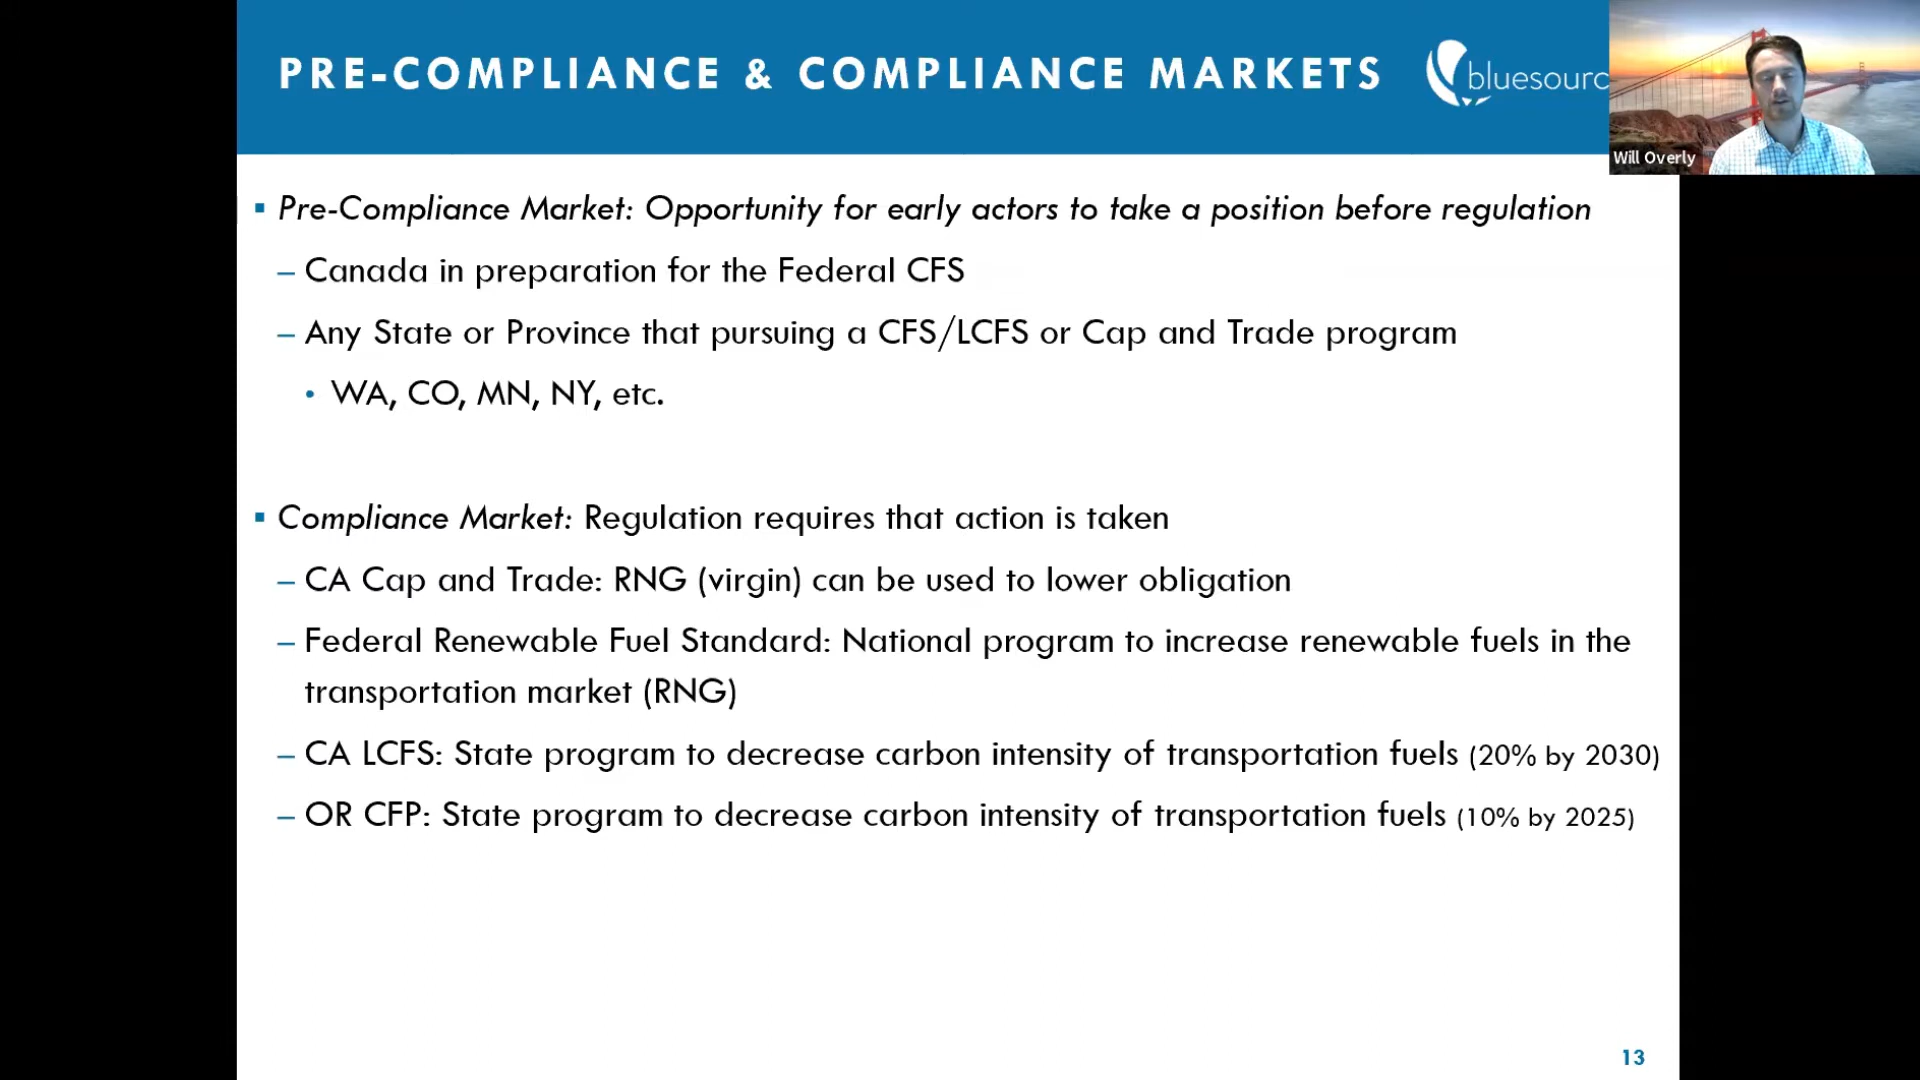 PRE-COMPLIANCE & COMPLIANCE MARKETS
bluesourc
Will Overly
▪ Pre-Compliance Market: Opportunity for early actors to take a position before regulation
– Canada in preparation for the Federal CFS
– Any State or Province that pursuing a CFS/LCFS or Cap and Trade program
• WA, CO, MN, NY, etc.
▪ Compliance Market: Regulation requires that action is taken
– CA Cap and Trade: RNG (virgin) can be used to lower obligation
– Federal Renewable Fuel Standard: National program to increase renewable fuels in the
transportation market (RNG)
– CA LCFS: State program to decrease carbon intensity of transportation fuels (20% by 2030)
– OR CFP: State program to decrease carbon intensity of transportation fuels (10% by 2025)
13